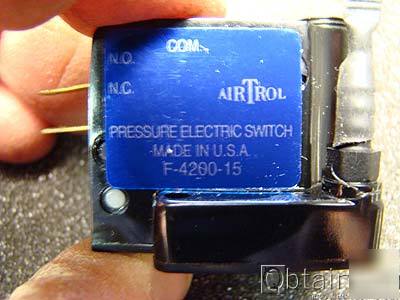 COM.
N.O.
N.C.
AIRTROL
PRESSURE ELECTRIC SWITCH
MADE IN U.S.A.
F-4200-15
Obtain